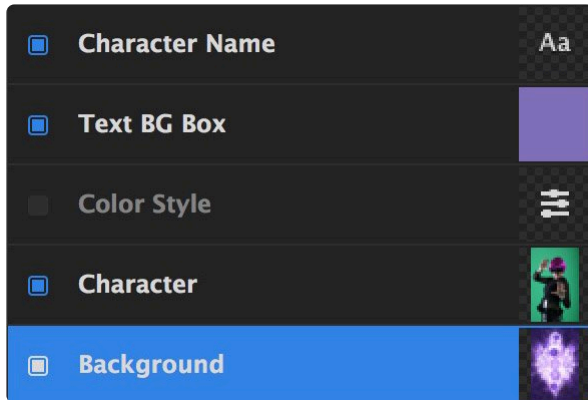 Character Name
Aa
Text BG Box
Color Style
Character
Background